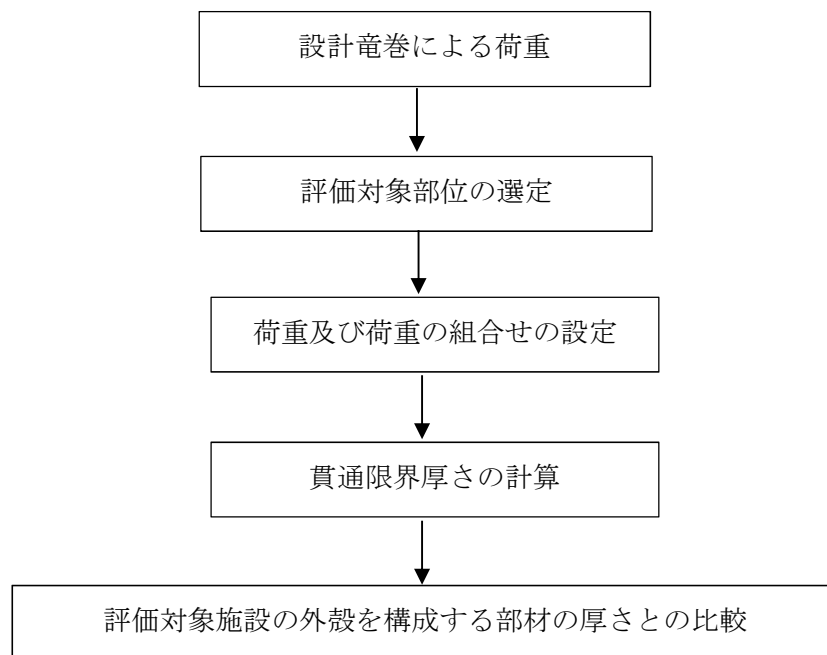 設計竜巻による荷重
評価対象部位の選定
荷重及び荷重の組合せの設定
貫通限界厚さの計算
評価対象施設の外殻を構成する部材の厚さとの比較